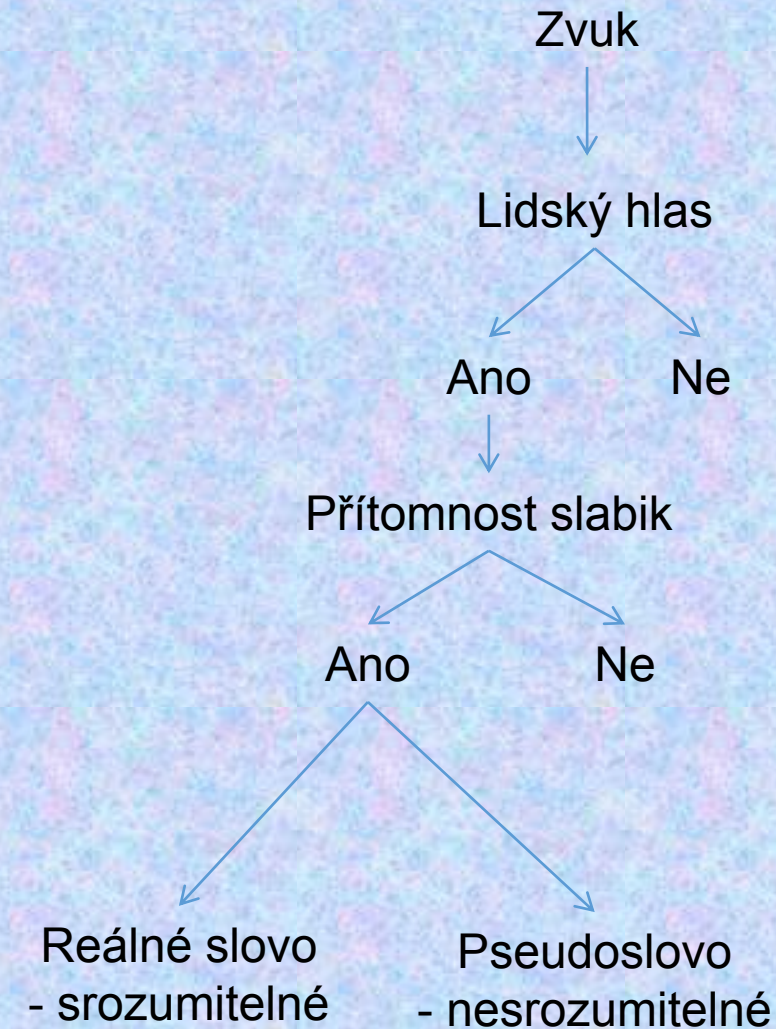 Zvuk
Lidský hlas
Ano Ne
Přítomnost slabik
Ano Ne
Reálné slovo
- srozumitelné
Pseudoslovo
- nesrozumitelné